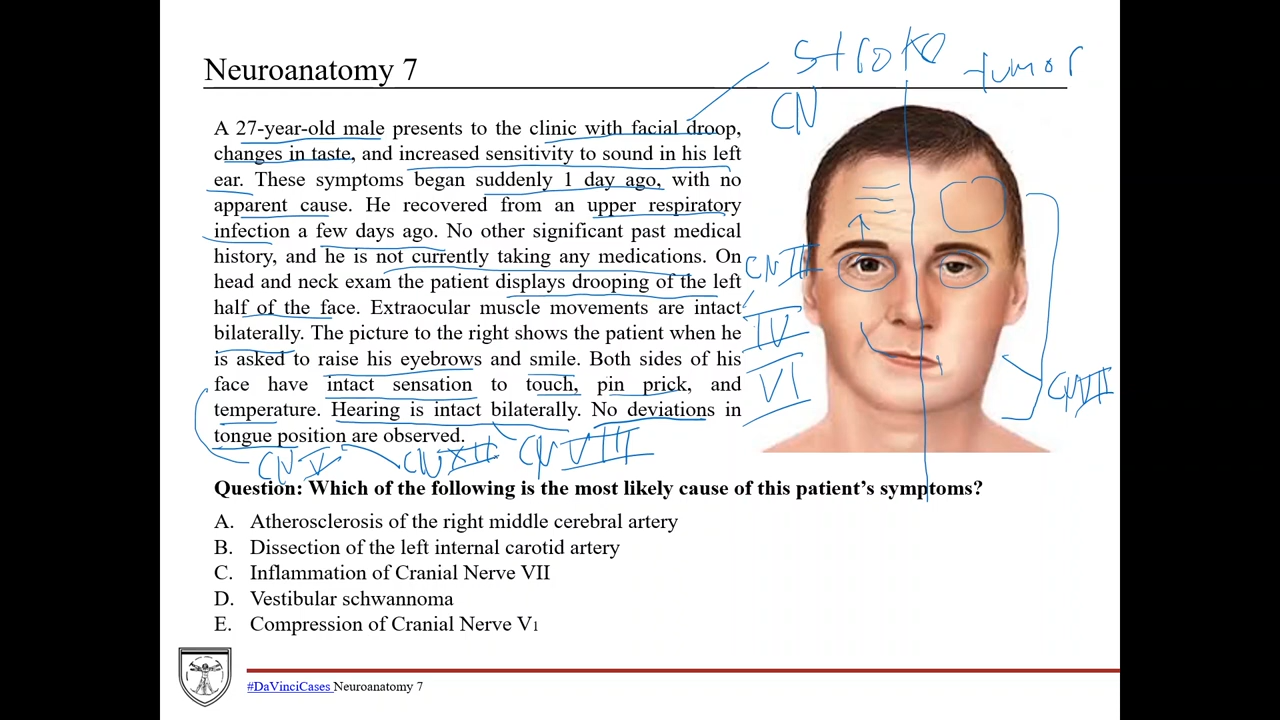 Neuroanatomy 7
stroke
tumor
CN
A 27-year-old male presents to the clinic with facial droop,
changes in taste, and increased sensitivity to sound in his left
ear. These symptoms began suddenly 1 day ago, with no
apparent cause. He recovered from an upper respiratory
infection a few days ago. No other significant past medical
history, and he is not currently taking any medications. On
head and neck exam the patient displays drooping of the left
half of the face. Extraocular muscle movements are intact
bilaterally. The picture to the right shows the patient when he
is asked to raise his eyebrows and smile. Both sides of his
face have intact sensation to touch, pin prick, and
temperature. Hearing is intact bilaterally. No deviations in
tongue position are observed.
CN III
IV
VI
CN VII
CN V
CN XII
CN VIII
Question: Which of the following is the most likely cause of this patient's symptoms?
A. Atherosclerosis of the right middle cerebral artery
B. Dissection of the left internal carotid artery
C. Inflammation of Cranial Nerve VII
D. Vestibular schwannoma
E. Compression of Cranial Nerve V1
#DaVinciCases Neuroanatomy 7